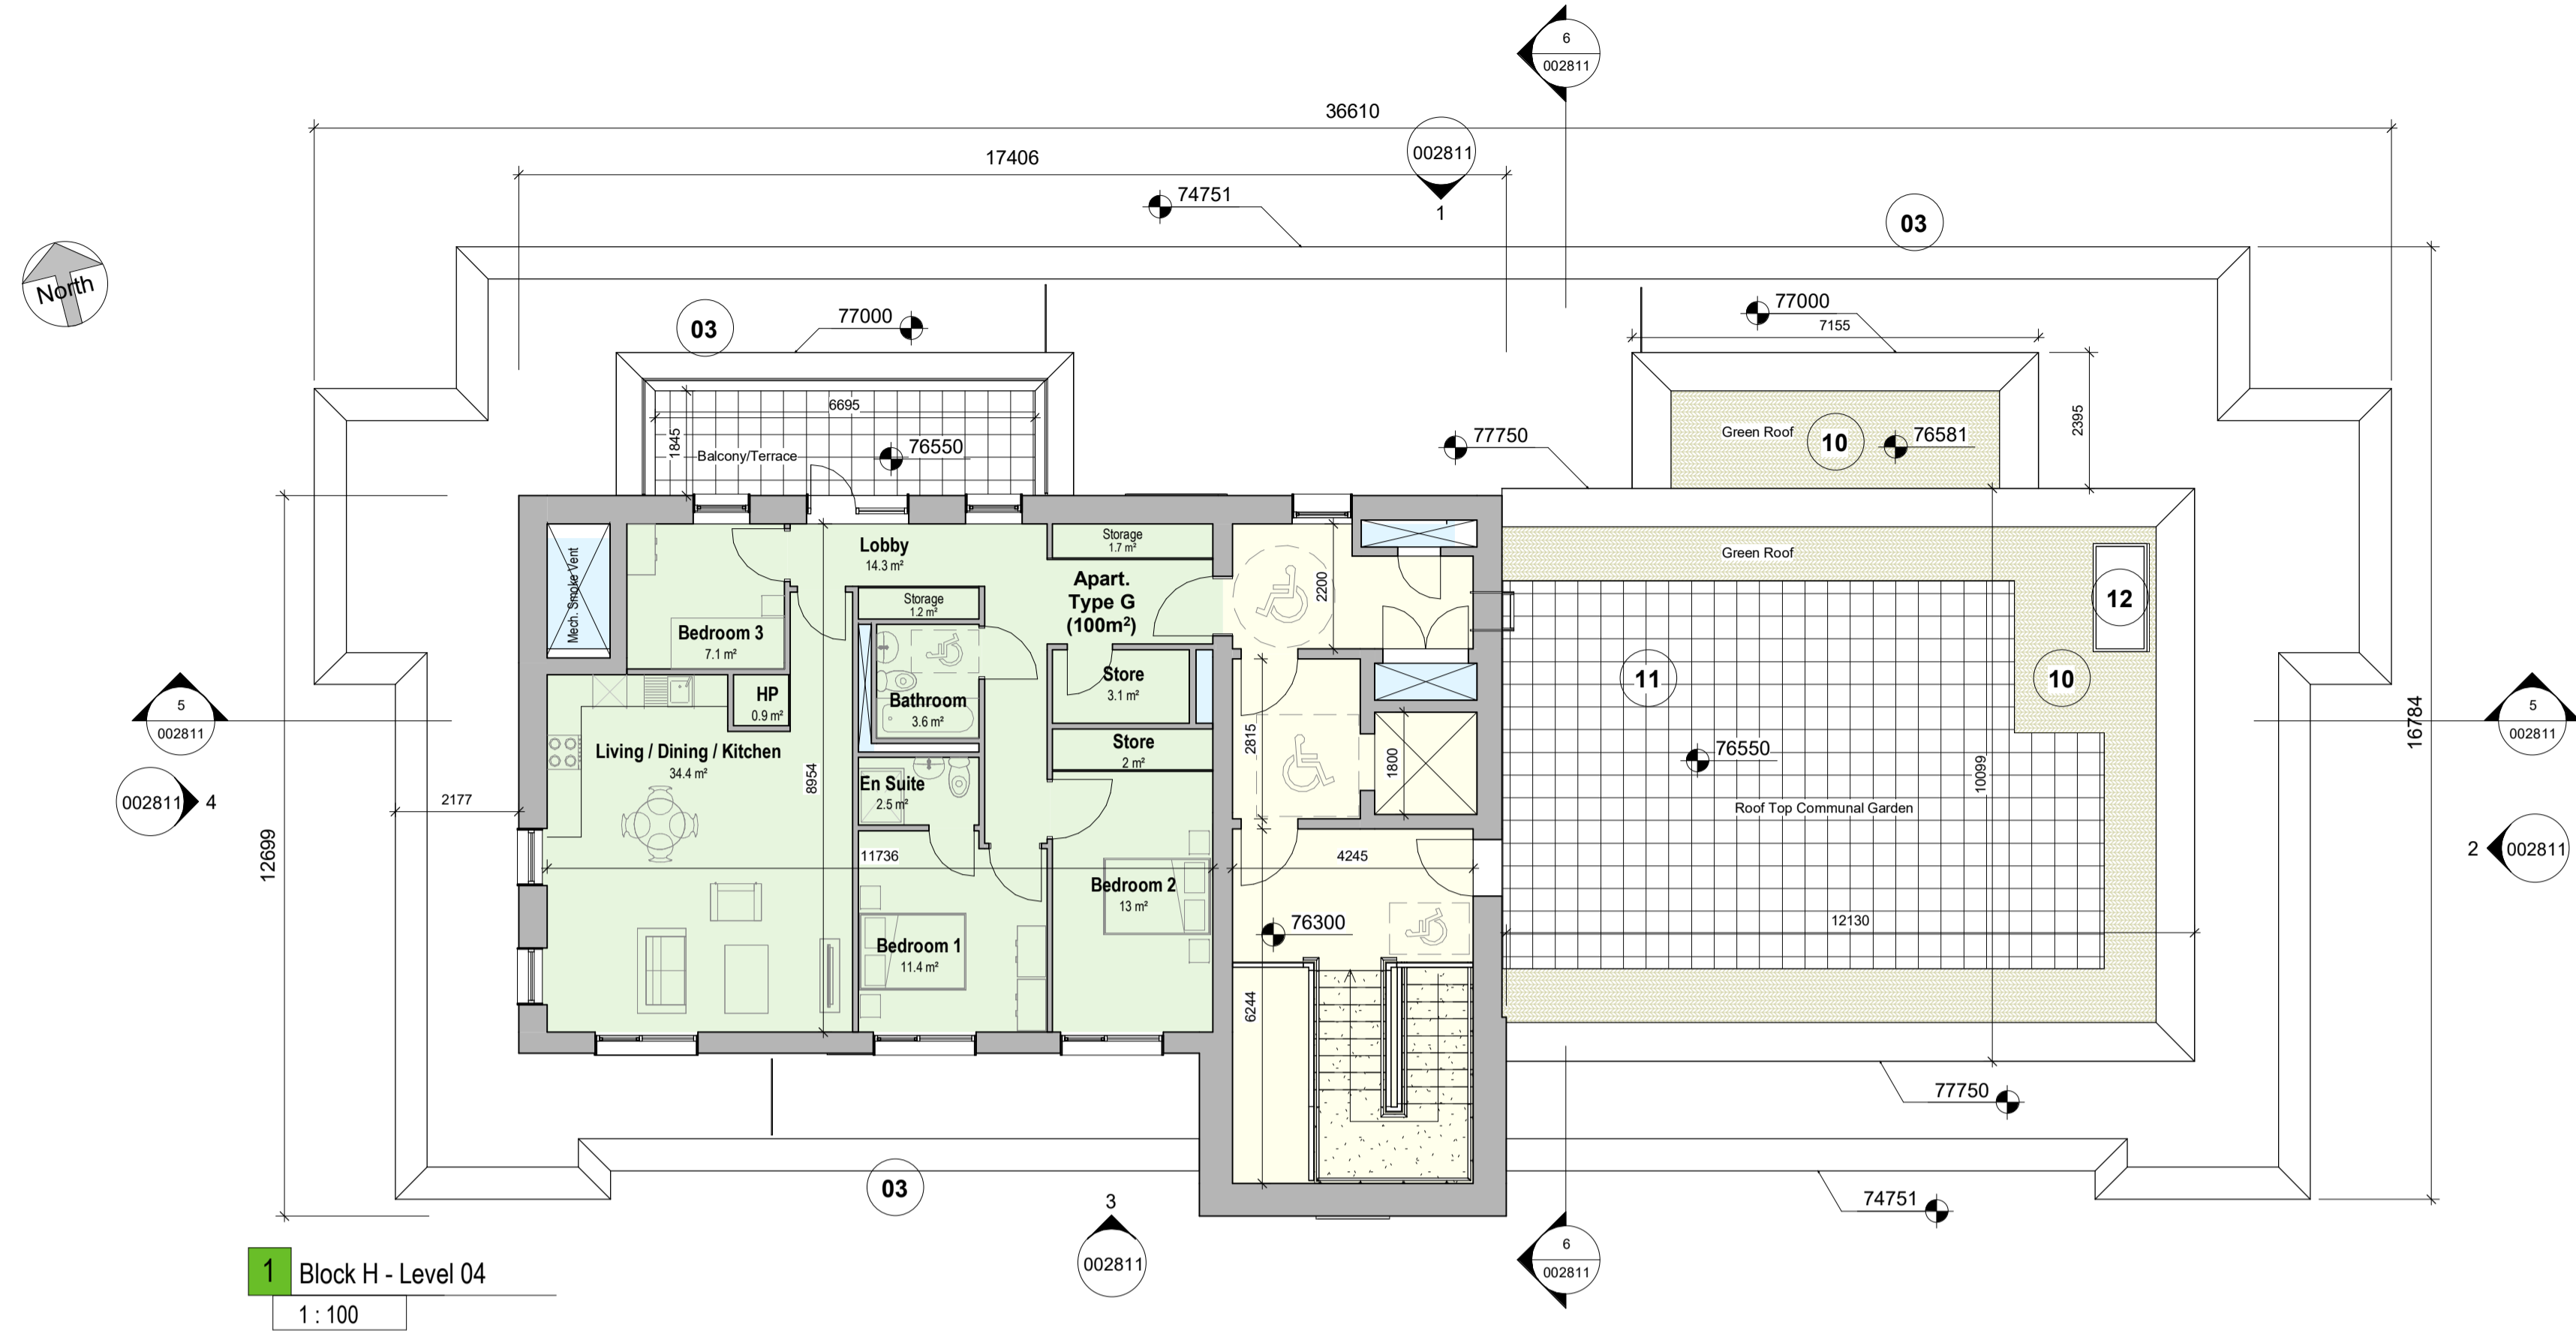 6
002811
36610
002811
1
17406
74751
03
North
03
77000
77000
7155
6695
1845
Balcony/Terrace
76550
77750
Green Roof
10
76581
2395
Mech. Smoke Vent
Lobby
14.3 m²
Storage
1.7 m²
Green Roof
Apart.
Type G
(100m²)
2200
12
Storage
1.2 m²
Bedroom 3
7.1 m²
Store
3.1 m²
11
10
HP
0.9 m²
Bathroom
3.6 m²
5
002811
5
002811
16784
Living / Dining / Kitchen
34.4 m²
Store
2 m²
2815
1800
76550
10099
8954
En Suite
2.5 m²
002811
4
2177
Roof Top Communal Garden
12699
11736
4245
2
002811
Bedroom 2
13 m²
76300
12130
Bedroom 1
11.4 m²
6244
77750
03
3
002811
74751
6
002811
1
Block H - Level 04
1 : 100